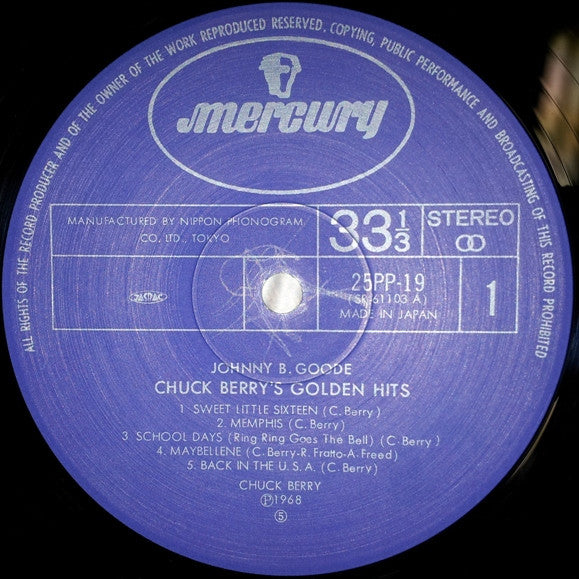 ALL RIGHTS OF THE RECORD PRODUCER AND OF THE OWNER OF THE WORK REPRODUCED RESERVED. COPYING, PUBLIC PERFORMANCE AND BROADCASTING OF THIS RECORD PROHIBITED
mercury
MANUFACTURED BY NIPPON PHONOGRAM
CO., LTD., TOKYO
33 1/3
STEREO
25PP-19
(SR-61103 A)
MADE IN JAPAN
1
JASRAC
JOHNNY B. GOODE
CHUCK BERRY'S GOLDEN HITS
1. SWEET LITTLE SIXTEEN (C. Berry)
2. MEMPHIS (C. Berry)
3. SCHOOL DAYS (Ring Ring Goes The Bell) (C. Berry)
4. MAYBELLENE (C. Berry-R. Fratto-A. Freed)
5. BACK IN THE U.S.A. (C. Berry)
CHUCK BERRY
Ⓟ1968
⑤